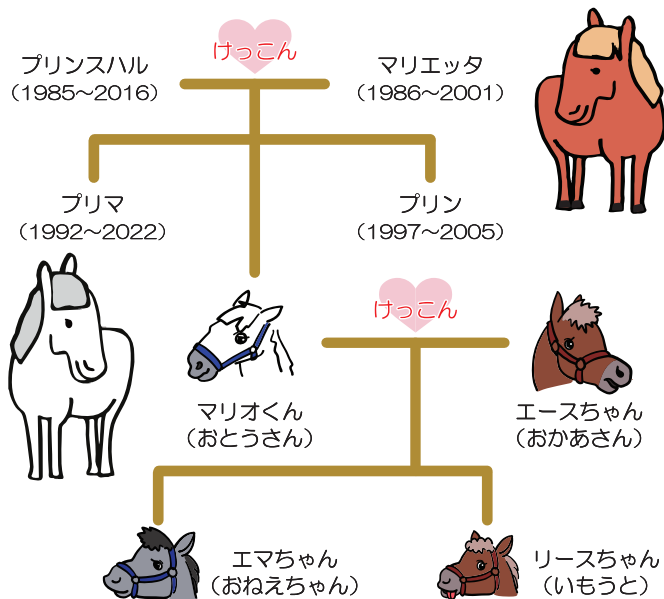 けっこん
プリンスハル
（1985～2016）
マリエッタ
（1986～2001）
プリマ
（1992～2022）
プリン
（1997～2005）
けっこん
マリオくん
（おとうさん）
エースちゃん
（おかあさん）
エマちゃん
（おねえちゃん）
リースちゃん
（いもうと）